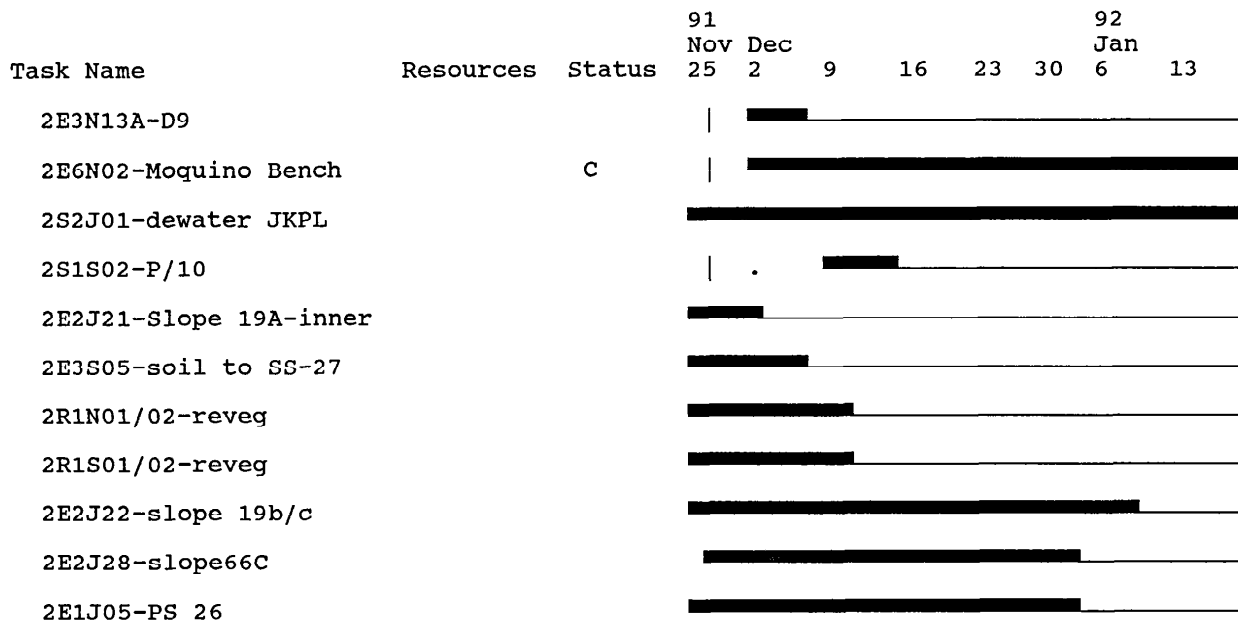 91 92
Nov Dec Jan
Task Name Resources Status 25 2 9 16 23 30 6 13
2E3N13A-D9
2E6N02-Moquino Bench C
2S2J01-dewater JKPL
2S1S02-P/10
2E2J21-Slope 19A-inner
2E3S05-soil to SS-27
2R1N01/02-reveg
2R1S01/02-reveg
2E2J22-slope 19b/c
2E2J28-slope66C
2E1J05-PS 26